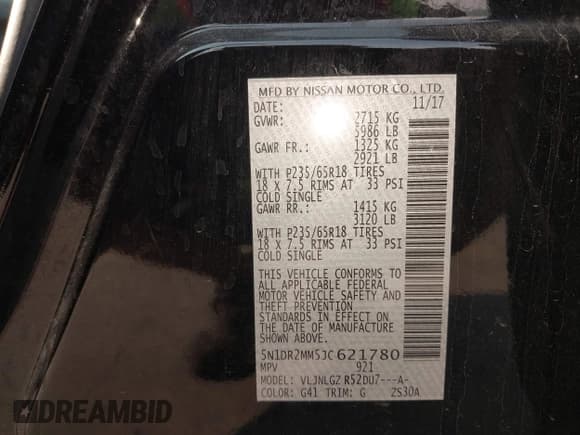 MFD BY NISSAN MOTOR CO., LTD.
DATE: 11/17
GVWR: 2715 KG
5986 LB
GAWR FR.: 1325 KG
2921 LB
WITH P235/65R18 TIRES
18 X 7.5 RIMS AT 33 PSI
COLD SINGLE
GAWR RR.: 1415 KG
3120 LB
WITH P235/65R18 TIRES
18 X 7.5 RIMS AT 33 PSI
COLD SINGLE
THIS VEHICLE CONFORMS TO
ALL APPLICABLE FEDERAL
MOTOR VEHICLE SAFETY AND
THEFT PREVENTION
STANDARDS IN EFFECT ON
THE DATE OF MANUFACTURE
SHOWN ABOVE.
5N1DR2MM5JC621780
MPV 921
MODEL: VLJNLGZ R52DU7---A-
COLOR: G41 TRIM: G 2S30A
DREAMBID